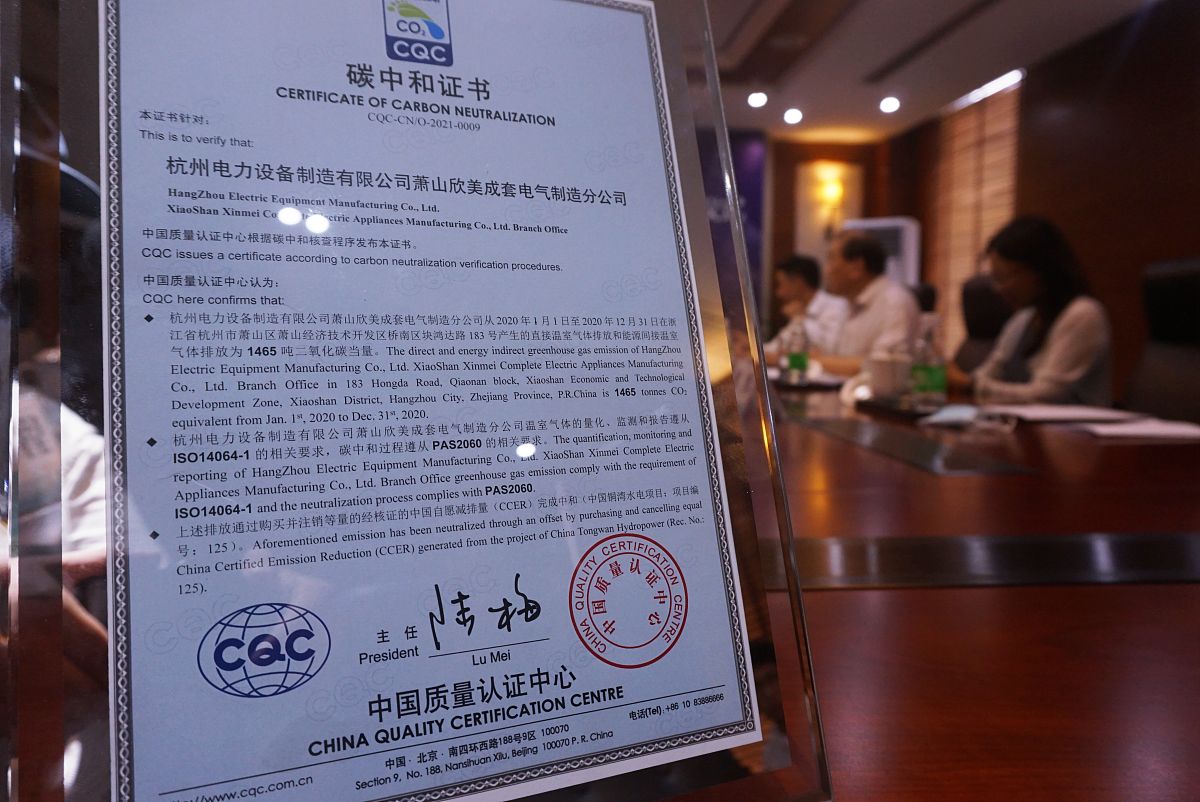 CO₂
CQC
碳中和证书
CERTIFICATE OF CARBON NEUTRALIZATION
CQC-CN/O-2021-0009
本证书针对：
This is to verify that:
杭州电力设备制造有限公司萧山欣美成套电气制造分公司
HangZhou Electric Equipment Manufacturing Co., Ltd.
XiaoShan Xinmei Electric Appliances Manufacturing Co., Ltd. Branch Office
中国质量认证中心根据碳中和核查程序发布本证书。
CQC issues a certificate according to carbon neutralization verification procedures.
中国质量认证中心认为：
CQC here confirms that:
◆ 杭州电力设备制造有限公司萧山欣美成套电气制造分公司从 2020 年 1 月 1 日至 2020 年 12 月 31 日在浙
江省杭州市萧山区萧山经济技术开发区桥南区块鸿达路 183 号产生的直接温室气体排放和能源间接温室
气体排放为 1465 吨二氧化碳当量。The direct and energy indirect greenhouse gas emission of HangZhou
Electric Equipment Manufacturing Co., Ltd. XiaoShan Xinmei Complete Electric Appliances Manufacturing
Co., Ltd. Branch Office in 183 Hongda Road, Qiaonan block, Xiaoshan Economic and Technological
Development Zone, Xiaoshan District, Hangzhou City, Zhejiang Province, P.R.China is 1465 tonnes CO₂
equivalent from Jan. 1st, 2020 to Dec. 31st, 2020.
◆ 杭州电力设备制造有限公司萧山欣美成套电气制造分公司温室气体的量化、监测和报告遵从
ISO14064-1 的相关要求，碳中和过程遵从 PAS2060 的相关要求。The quantification, monitoring and
reporting of HangZhou Electric Equipment Manufacturing Co., Ltd. XiaoShan Xinmei Complete Electric
Appliances Manufacturing Co., Ltd. Branch Office greenhouse gas emission comply with the requirement of
ISO14064-1 and the neutralization process complies with PAS2060.
◆ 上述排放通过购买并注销等量的经核证的中国自愿减排量（CCER）完成中和（中国铜湾水电项目；项目编
号：125）。Aforementioned emission has been neutralized through an offset by purchasing and cancelling equal
China Certified Emission Reduction (CCER) generated from the project of China Tongwan Hydropower (Rec. No.:
125).
CQC
主 任
President
陆梅
Lu Mei
CHINA QUALITY CERTIFICATION CENTRE
中国质量认证中心
中国质量认证中心
CHINA QUALITY CERTIFICATION CENTRE
中国·北京·南四环西路188号9区 100070
电话(Tel):+86 10 83886666
www.cqc.com.cn
Section 9, No. 188, Nansihuan Xilu, Beijing 100070 P. R. China